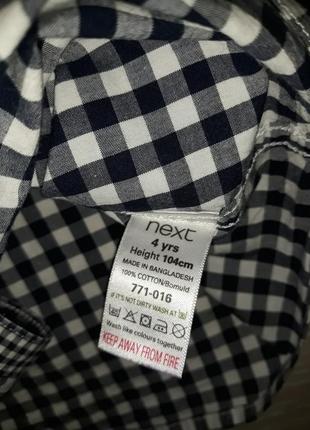 next
4 yrs
Height 104cm
MADE IN BANGLADESH
100% COTTON/Bomuld
771-016
IF IT'S NOT DIRTY WASH AT
Wash like colours together
KEEP AWAY FROM FIRE